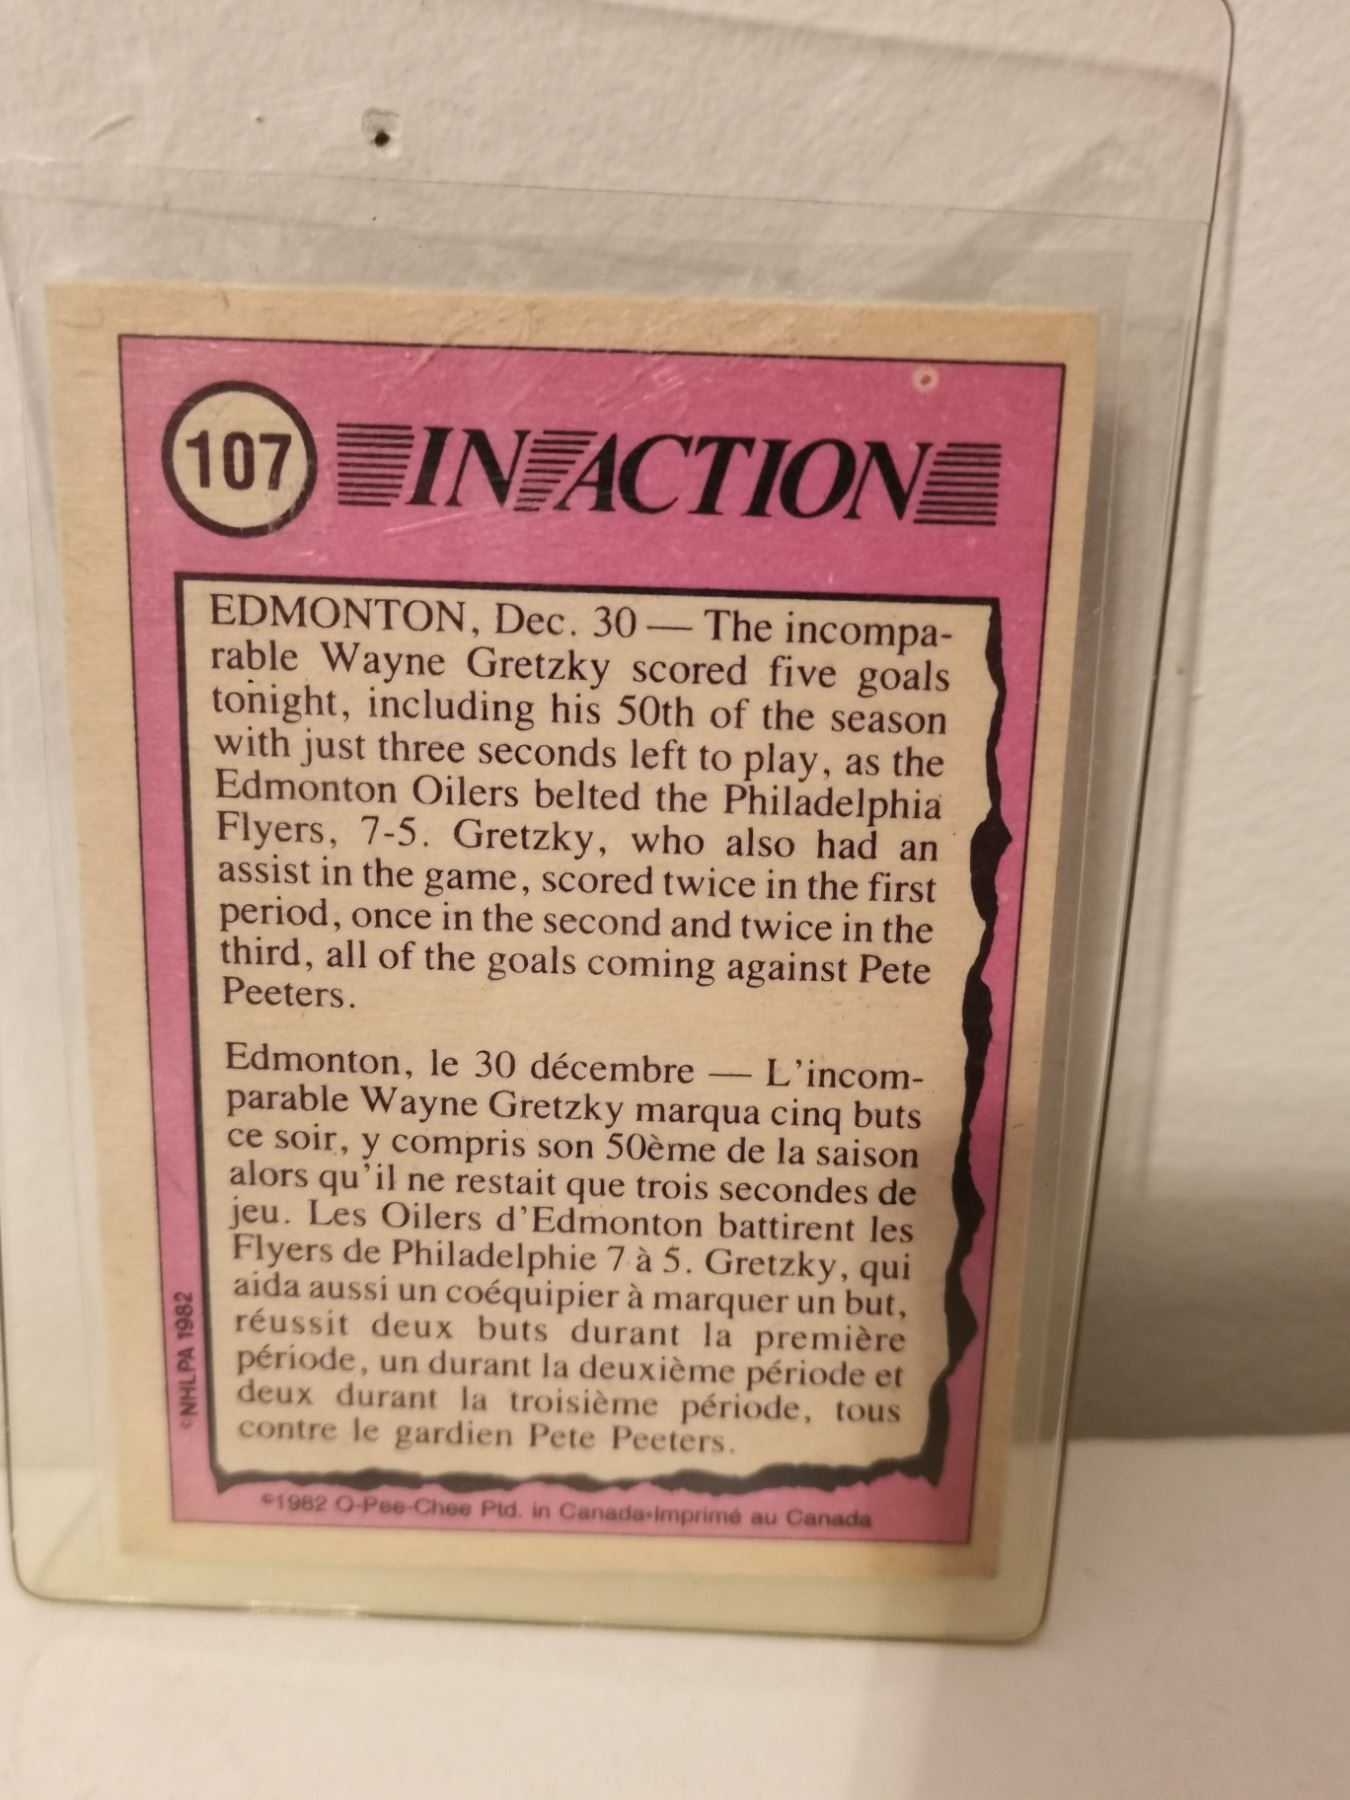 107 IN ACTION
EDMONTON, Dec. 30 — The incompa-
rable Wayne Gretzky scored five goals
tonight, including his 50th of the season
with just three seconds left to play, as the
Edmonton Oilers belted the Philadelphia
Flyers, 7-5. Gretzky, who also had an
assist in the game, scored twice in the first
period, once in the second and twice in the
third, all of the goals coming against Pete
Peeters.
Edmonton, le 30 décembre — L'incom-
parable Wayne Gretzky marqua cinq buts
ce soir, y compris son 50ème de la saison
alors qu'il ne restait que trois secondes de
jeu. Les Oilers d'Edmonton battirent les
Flyers de Philadelphie 7 à 5. Gretzky, qui
aida aussi un coéquipier à marquer un but,
réussit deux buts durant la première
période, un durant la deuxième période et
deux durant la troisième période, tous
contre le gardien Pete Peeters.
©NHLPA 1982
©1982 O-Pee-Chee Ptd. in Canada•Imprimé au Canada